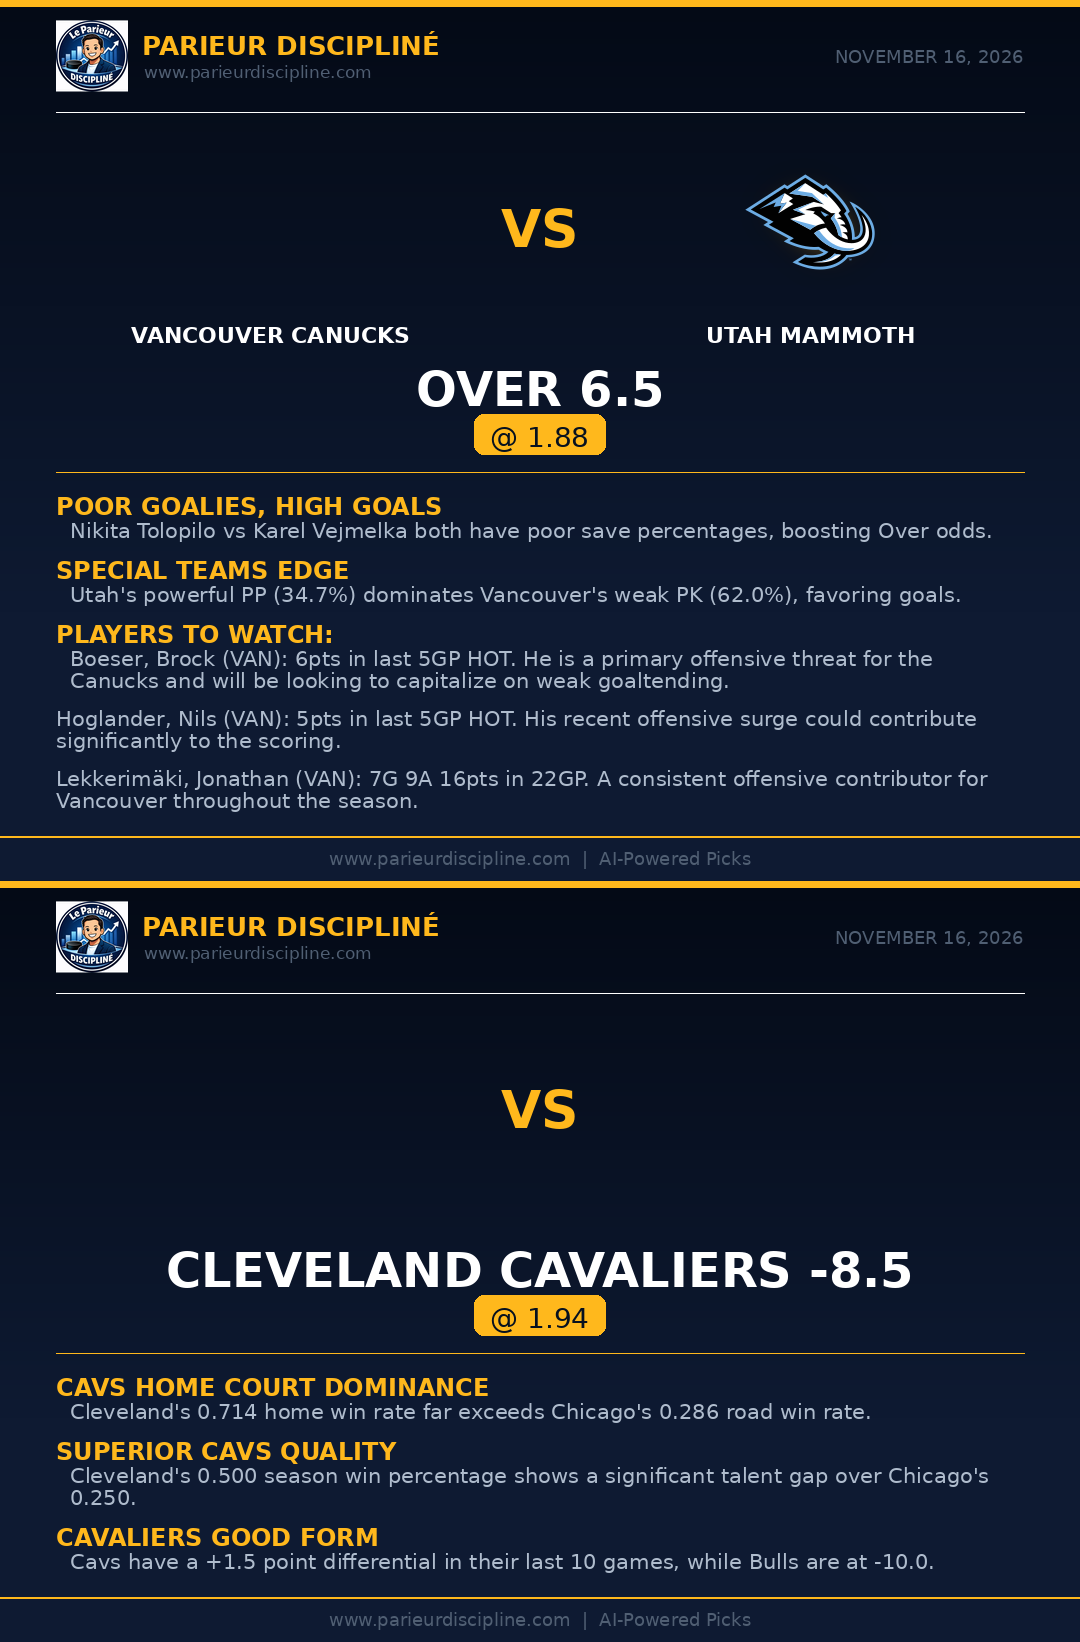 Le Parieur
DISCIPLINÉ
PARIEUR DISCIPLINÉ
www.parieurdiscipline.com
NOVEMBER 16, 2026
VS
VANCOUVER CANUCKS
UTAH MAMMOTH
OVER 6.5
@ 1.88
POOR GOALIES, HIGH GOALS
Nikita Tolopilo vs Karel Vejmelka both have poor save percentages, boosting Over odds.
SPECIAL TEAMS EDGE
Utah's powerful PP (34.7%) dominates Vancouver's weak PK (62.0%), favoring goals.
PLAYERS TO WATCH:
Boeser, Brock (VAN): 6pts in last 5GP HOT. He is a primary offensive threat for the
Canucks and will be looking to capitalize on weak goaltending.
Hoglander, Nils (VAN): 5pts in last 5GP HOT. His recent offensive surge could contribute
significantly to the scoring.
Lekkerimäki, Jonathan (VAN): 7G 9A 16pts in 22GP. A consistent offensive contributor for
Vancouver throughout the season.
www.parieurdiscipline.com | AI-Powered Picks
Le Parieur
DISCIPLINÉ
PARIEUR DISCIPLINÉ
www.parieurdiscipline.com
NOVEMBER 16, 2026
VS
CLEVELAND CAVALIERS -8.5
@ 1.94
CAVS HOME COURT DOMINANCE
Cleveland's 0.714 home win rate far exceeds Chicago's 0.286 road win rate.
SUPERIOR CAVS QUALITY
Cleveland's 0.500 season win percentage shows a significant talent gap over Chicago's
0.250.
CAVALIERS GOOD FORM
Cavs have a +1.5 point differential in their last 10 games, while Bulls are at -10.0.
www.parieurdiscipline.com | AI-Powered Picks